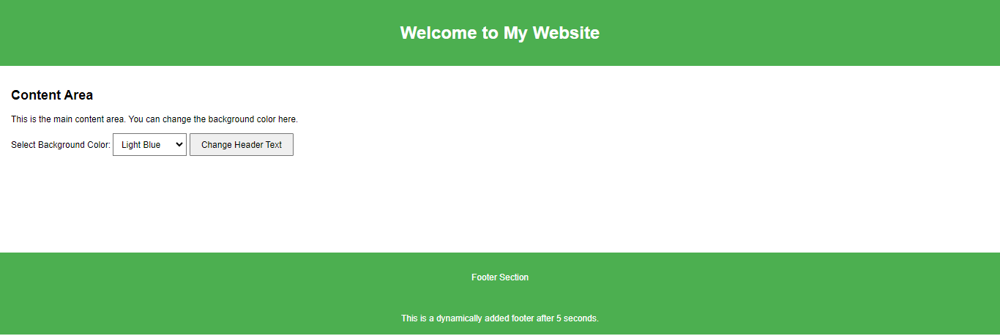 Welcome to My Website
Content Area
This is the main content area. You can change the background color here.
Select Background Color: Light Blue Change Header Text
Footer Section
This is a dynamically added footer after 5 seconds.